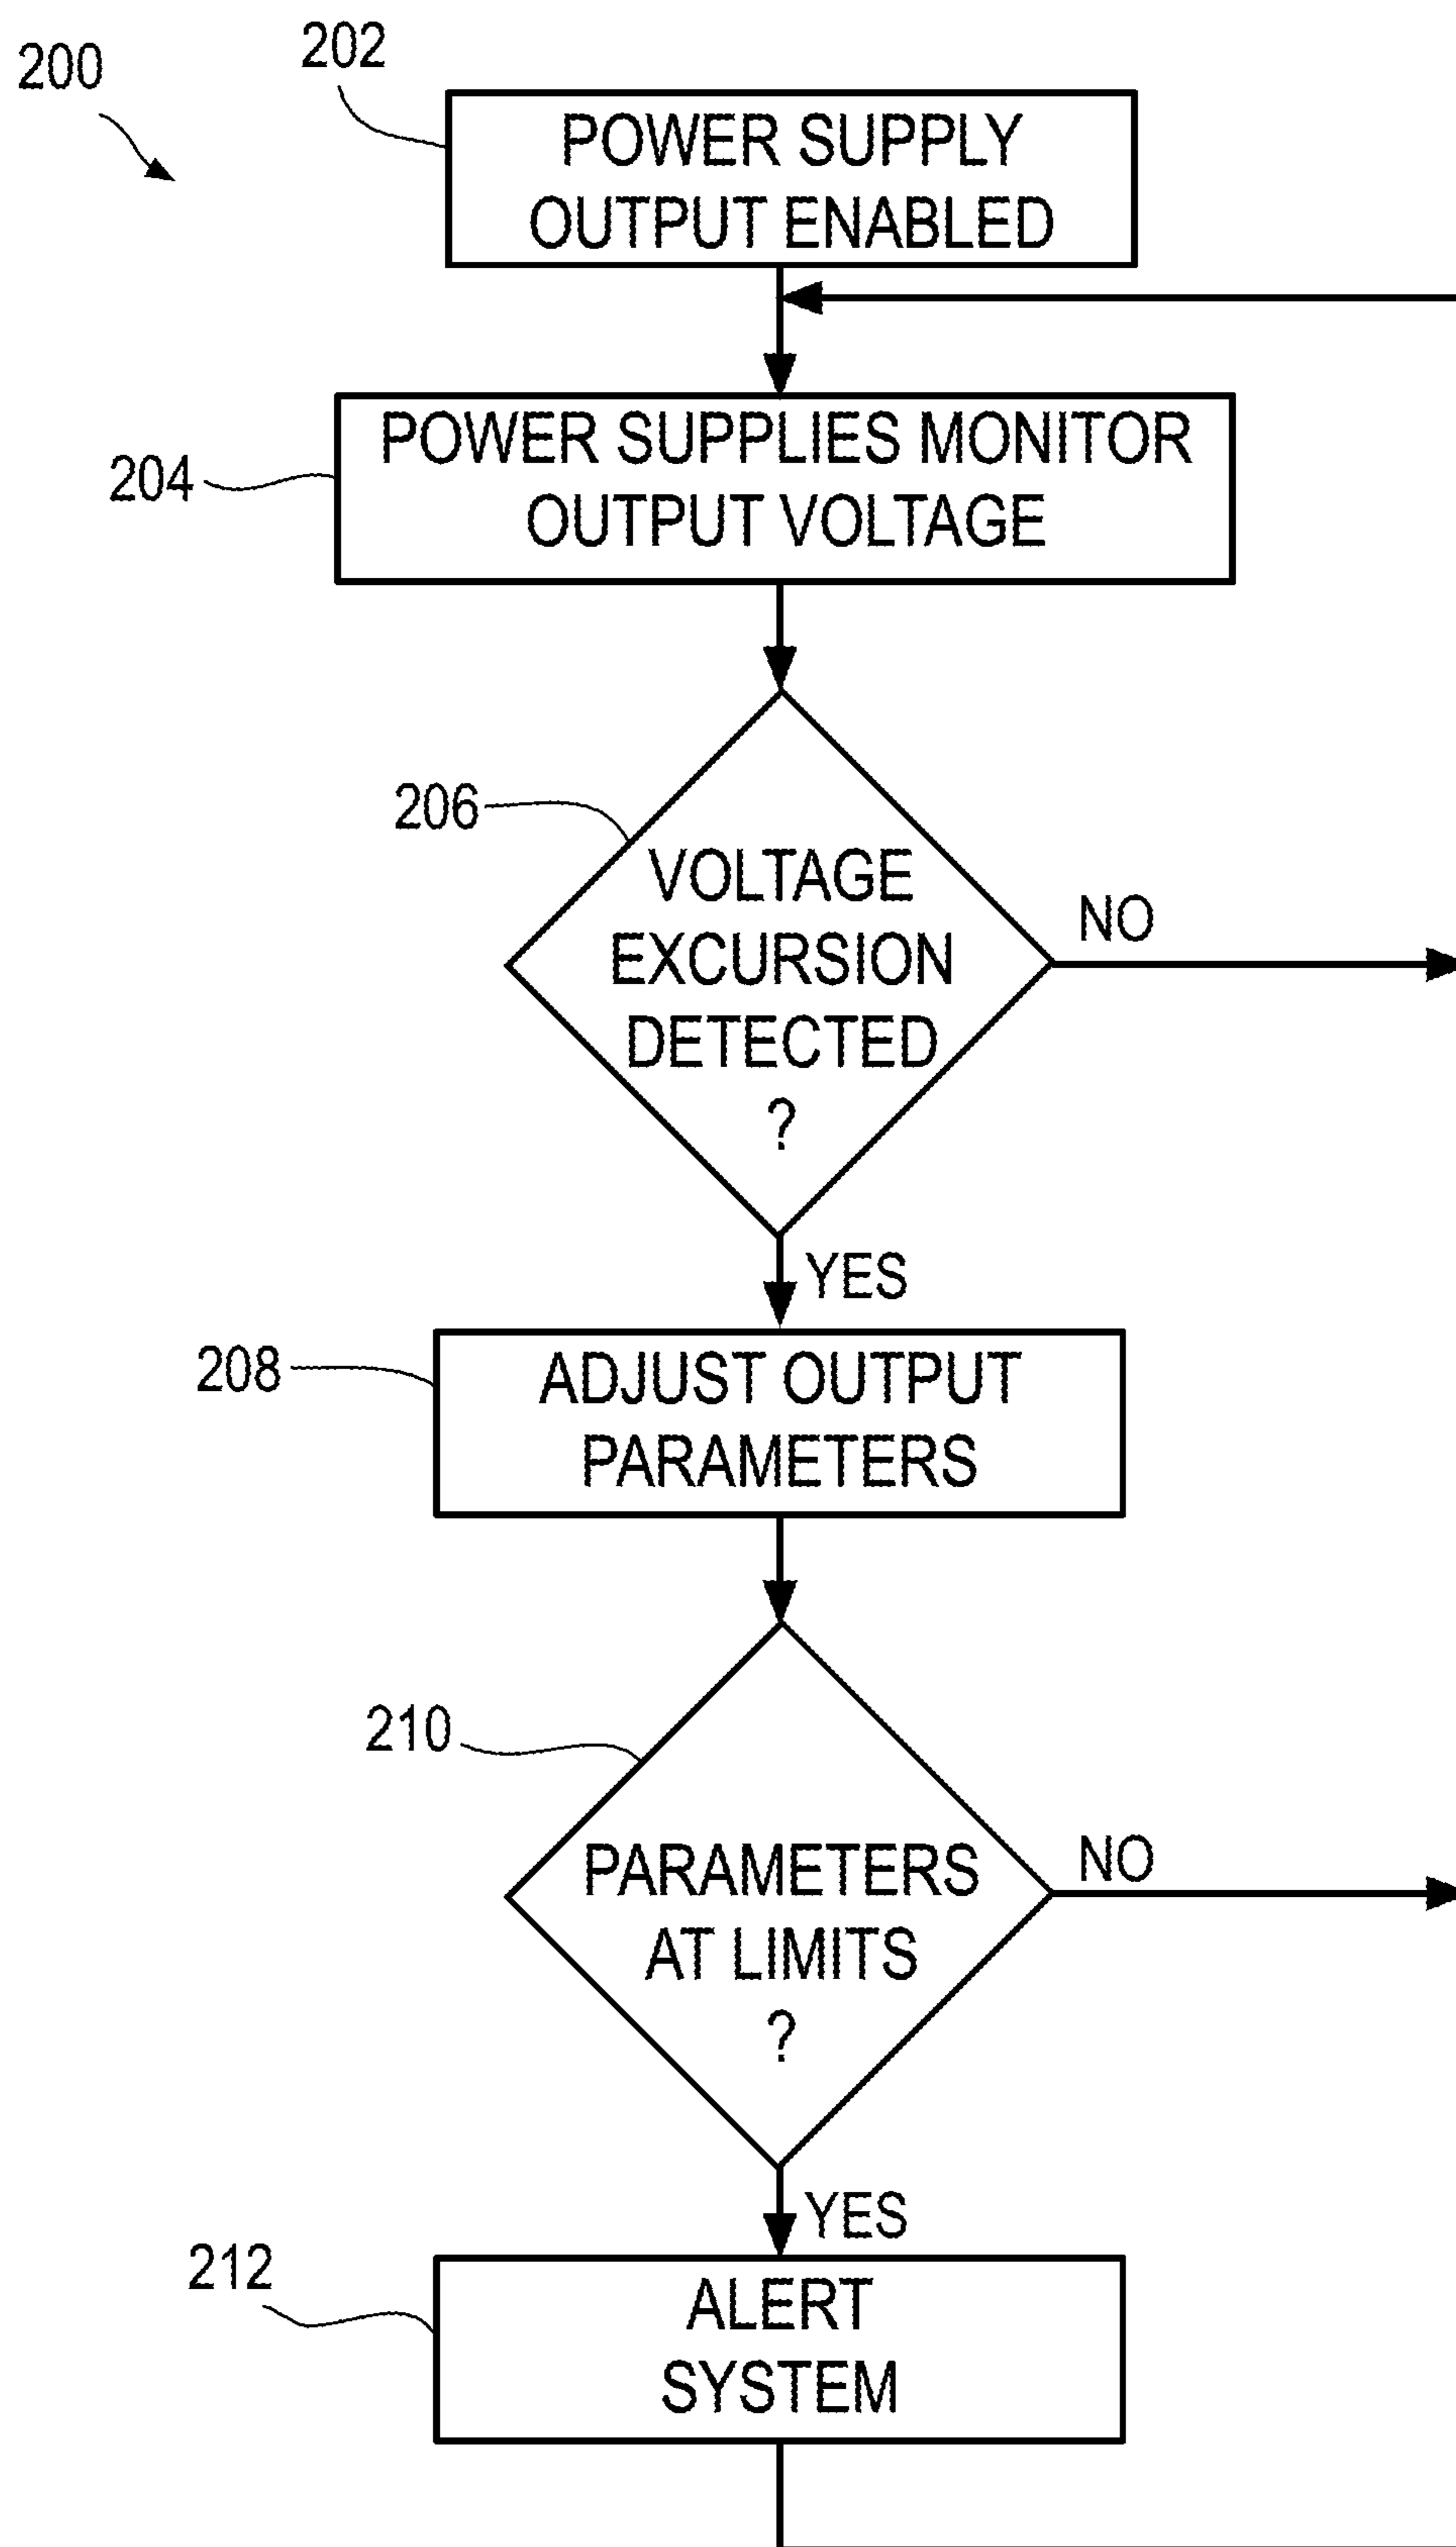 200
202
POWER SUPPLY
OUTPUT ENABLED
204
POWER SUPPLIES MONITOR
OUTPUT VOLTAGE
206
VOLTAGE
EXCURSION
DETECTED
?
NO
YES
208
ADJUST OUTPUT
PARAMETERS
210
PARAMETERS
AT LIMITS
?
NO
YES
212
ALERT
SYSTEM